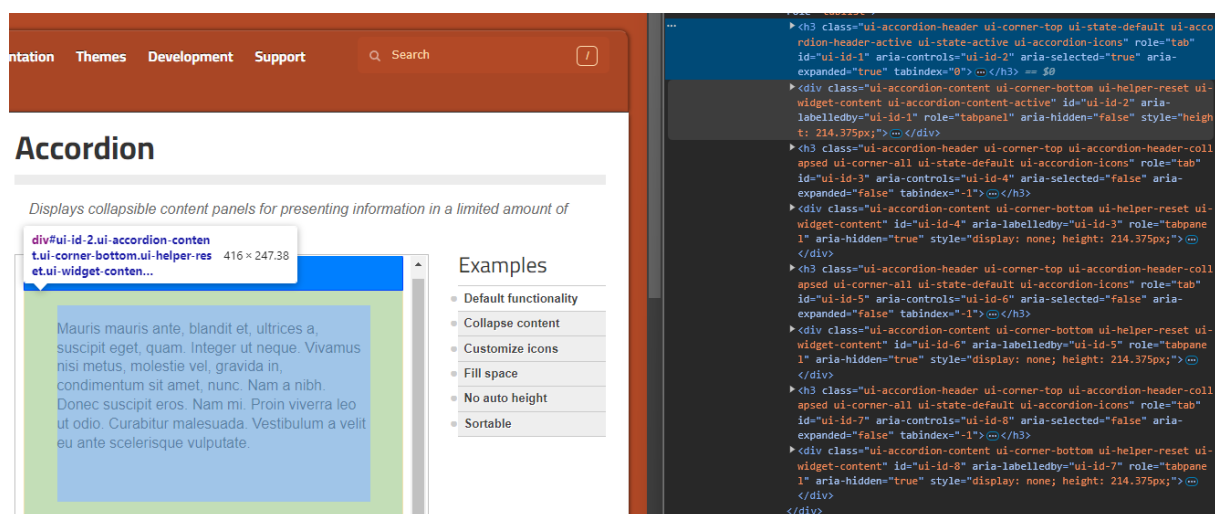 ntation Themes Development Support Search /
Accordion
Displays collapsible content panels for presenting information in a limited amount of
div#ui-id-2.ui-accordion-conten
t.ui-corner-bottom.ui-helper-res 416 × 247.38
et.ui-widget-conten...
Mauris mauris ante, blandit et, ultrices a,
suscipit eget, quam. Integer ut neque. Vivamus
nisi metus, molestie vel, gravida in,
condimentum sit amet, nunc. Nam a nibh.
Donec suscipit eros. Nam mi. Proin viverra leo
ut odio. Curabitur malesuada. Vestibulum a velit
eu ante scelerisque vulputate.
Examples
Default functionality
Collapse content
Customize icons
Fill space
No auto height
Sortable
role="tablist">
<h3 class="ui-accordion-header ui-corner-top ui-state-default ui-acco
rdion-header-active ui-state-active ui-accordion-icons" role="tab"
id="ui-id-1" aria-controls="ui-id-2" aria-selected="true" aria-
expanded="true" tabindex="0">…</h3> == $0
<div class="ui-accordion-content ui-corner-bottom ui-helper-reset ui-
widget-content ui-accordion-content-active" id="ui-id-2" aria-
labelledby="ui-id-1" role="tabpanel" aria-hidden="false" style="heigh
t: 214.375px;">…</div>
<h3 class="ui-accordion-header ui-corner-top ui-accordion-header-coll
apsed ui-corner-all ui-state-default ui-accordion-icons" role="tab"
id="ui-id-3" aria-controls="ui-id-4" aria-selected="false" aria-
expanded="false" tabindex="-1">…</h3>
<div class="ui-accordion-content ui-corner-bottom ui-helper-reset ui-
widget-content" id="ui-id-4" aria-labelledby="ui-id-3" role="tabpane
l" aria-hidden="true" style="display: none; height: 214.375px;">…
</div>
<h3 class="ui-accordion-header ui-corner-top ui-accordion-header-coll
apsed ui-corner-all ui-state-default ui-accordion-icons" role="tab"
id="ui-id-5" aria-controls="ui-id-6" aria-selected="false" aria-
expanded="false" tabindex="-1">…</h3>
<div class="ui-accordion-content ui-corner-bottom ui-helper-reset ui-
widget-content" id="ui-id-6" aria-labelledby="ui-id-5" role="tabpane
l" aria-hidden="true" style="display: none; height: 214.375px;">…
</div>
<h3 class="ui-accordion-header ui-corner-top ui-accordion-header-coll
apsed ui-corner-all ui-state-default ui-accordion-icons" role="tab"
id="ui-id-7" aria-controls="ui-id-8" aria-selected="false" aria-
expanded="false" tabindex="-1">…</h3>
<div class="ui-accordion-content ui-corner-bottom ui-helper-reset ui-
widget-content" id="ui-id-8" aria-labelledby="ui-id-7" role="tabpane
l" aria-hidden="true" style="display: none; height: 214.375px;">…
</div>
</div>